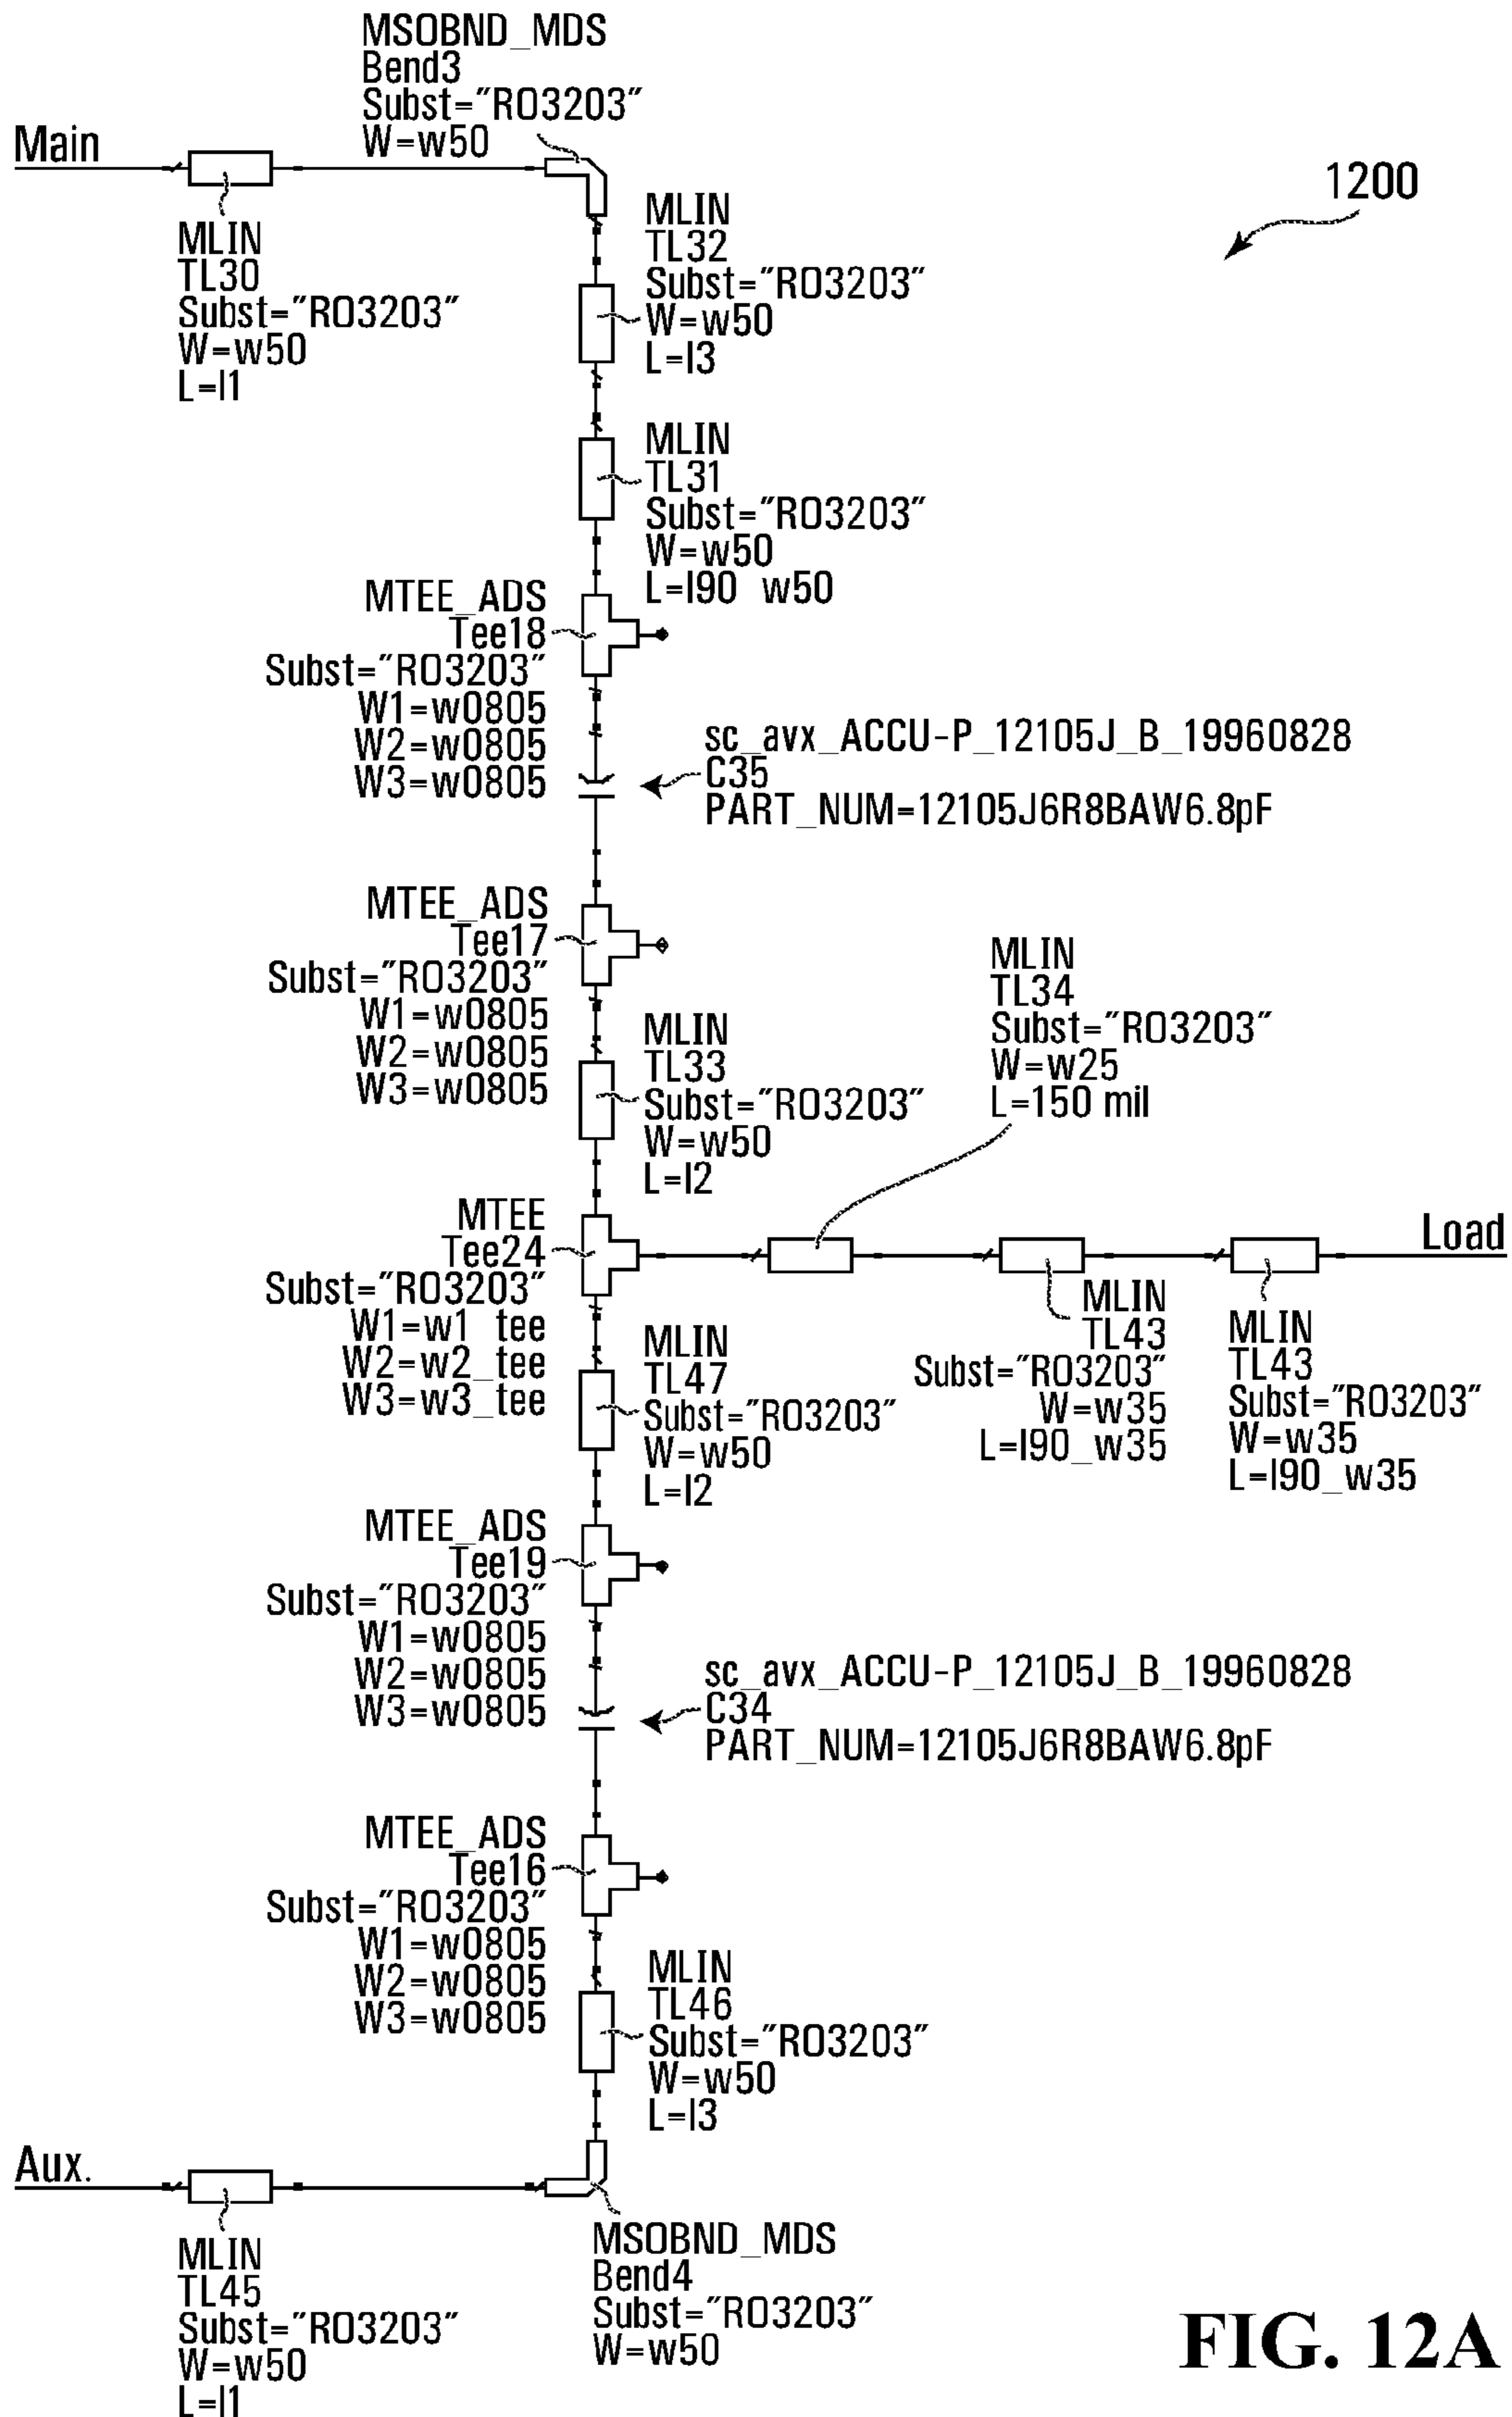 MSOBND_MDS
Bend3
Subst="RO3203"
W=w50
Main
1200
MLIN
TL30
Subst="RO3203"
W=w50
L=l1
MLIN
TL32
Subst="RO3203"
W=w50
L=l3
MLIN
TL31
Subst="RO3203"
W=w50
L=l90_w50
MTEE_ADS
Tee18
Subst="RO3203"
W1=w0805
W2=w0805
W3=w0805
sc_avx_ACCU-P_12105J_B_19960828
C35
PART_NUM=12105J6R8BAW6.8pF
MTEE_ADS
Tee17
Subst="RO3203"
W1=w0805
W2=w0805
W3=w0805
MLIN
TL33
Subst="RO3203"
W=w50
L=l2
MLIN
TL34
Subst="RO3203"
W=w25
L=150 mil
MTEE
Tee24
Subst="RO3203"
W1=w1_tee
W2=w2_tee
W3=w3_tee
Load
MLIN
TL47
Subst="RO3203"
W=w50
L=l2
MLIN
TL43
Subst="RO3203"
W=w35
L=l90_w35
MLIN
TL43
Subst="RO3203"
W=w35
L=l90_w35
MTEE_ADS
Tee19
Subst="RO3203"
W1=w0805
W2=w0805
W3=w0805
sc_avx_ACCU-P_12105J_B_19960828
C34
PART_NUM=12105J6R8BAW6.8pF
MTEE_ADS
Tee16
Subst="RO3203"
W1=w0805
W2=w0805
W3=w0805
MLIN
TL46
Subst="RO3203"
W=w50
L=l3
Aux.
MLIN
TL45
Subst="RO3203"
W=w50
L=l1
MSOBND_MDS
Bend4
Subst="RO3203"
W=w50
FIG. 12A